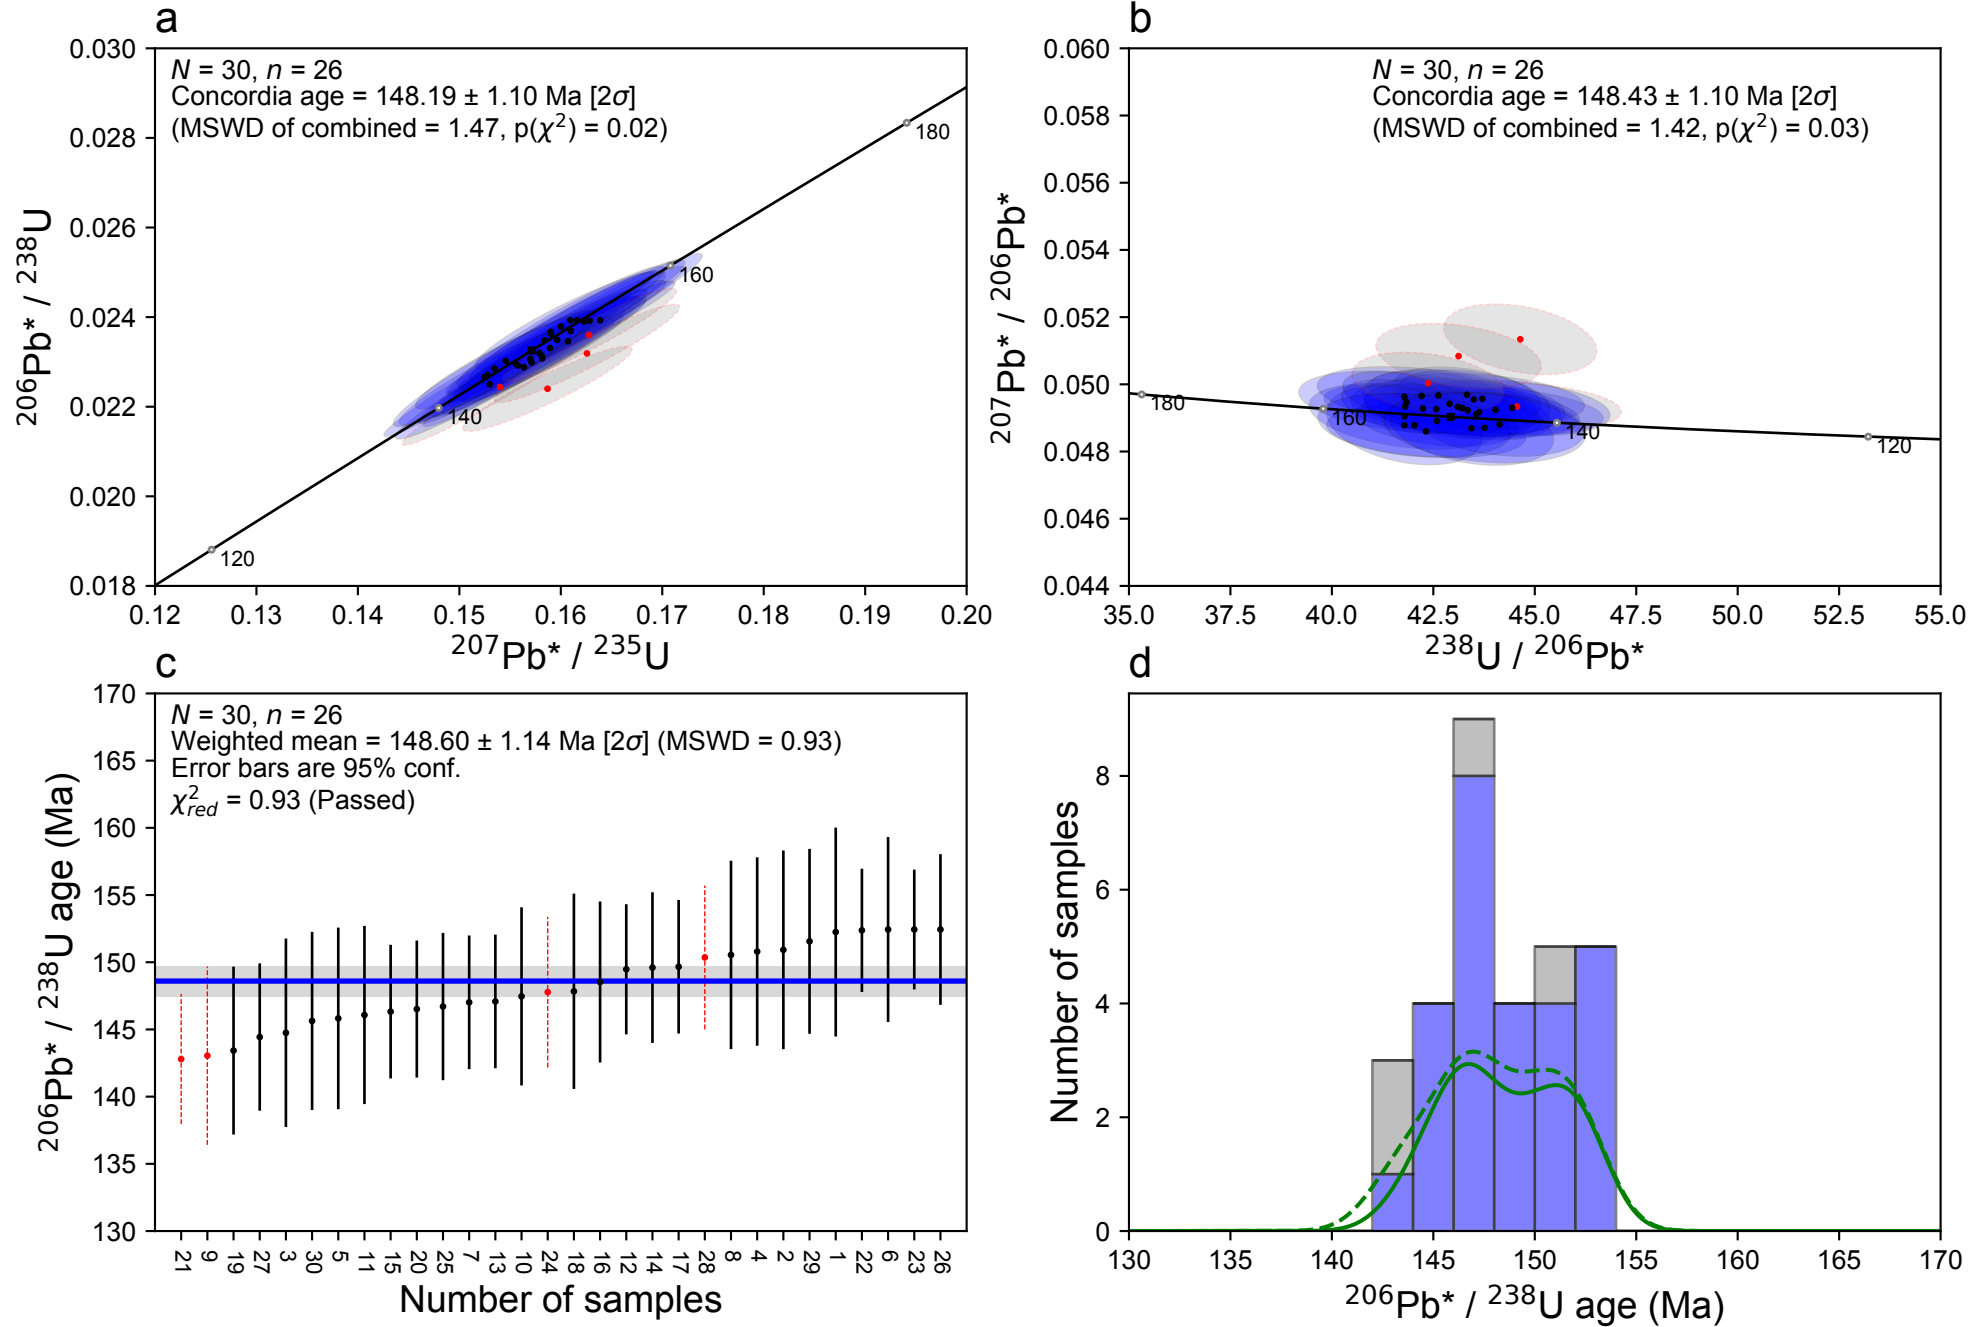 a
N = 30, n = 26
Concordia age = 148.19 ± 1.10 Ma [2σ]
(MSWD of combined = 1.47, p(χ²) = 0.02)
0.030
0.028
0.026
0.024
0.022
0.020
0.018
²⁰⁶Pb* / ²³⁸U
180
160
140
120
0.12 0.13 0.14 0.15 0.16 0.17 0.18 0.19 0.20
²⁰⁷Pb* / ²³⁵U
b
N = 30, n = 26
Concordia age = 148.43 ± 1.10 Ma [2σ]
(MSWD of combined = 1.42, p(χ²) = 0.03)
0.060
0.058
0.056
0.054
0.052
0.050
0.048
0.046
0.044
²⁰⁷Pb* / ²⁰⁶Pb*
180
160
140
120
35.0 37.5 40.0 42.5 45.0 47.5 50.0 52.5 55.0
²³⁸U / ²⁰⁶Pb*
c
N = 30, n = 26
Weighted mean = 148.60 ± 1.14 Ma [2σ] (MSWD = 0.93)
Error bars are 95% conf.
χ²red = 0.93 (Passed)
170
165
160
155
150
145
140
135
130
²⁰⁶Pb* / ²³⁸U age (Ma)
21 9 19 27 3 30 5 11 15 20 25 7 13 10 24 18 16 12 14 17 28 8 4 2 29 1 22 6 23 26
Number of samples
d
8
6
4
2
0
Number of samples
130 135 140 145 150 155 160 165 170
²⁰⁶Pb* / ²³⁸U age (Ma)